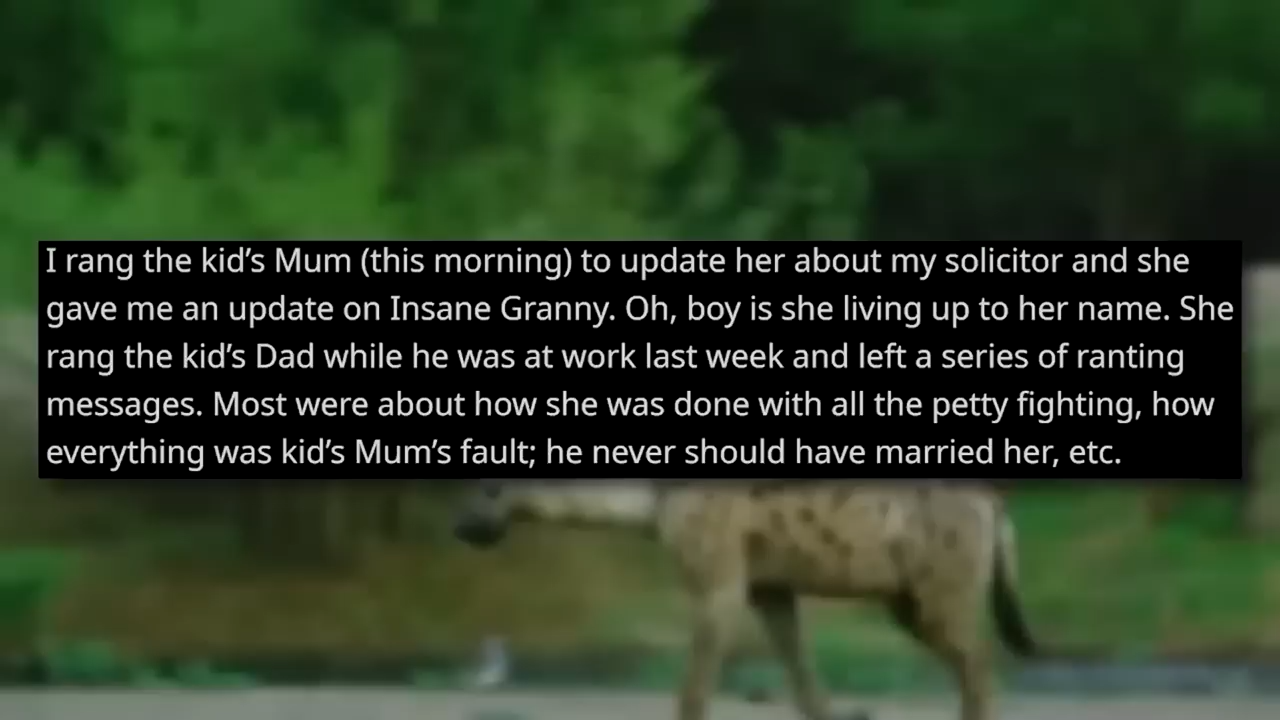 I rang the kid’s Mum (this morning) to update her about my solicitor and she
gave me an update on Insane Granny. Oh, boy is she living up to her name. She
rang the kid’s Dad while he was at work last week and left a series of ranting
messages. Most were about how she was done with all the petty fighting, how
everything was kid’s Mum’s fault; he never should have married her, etc.